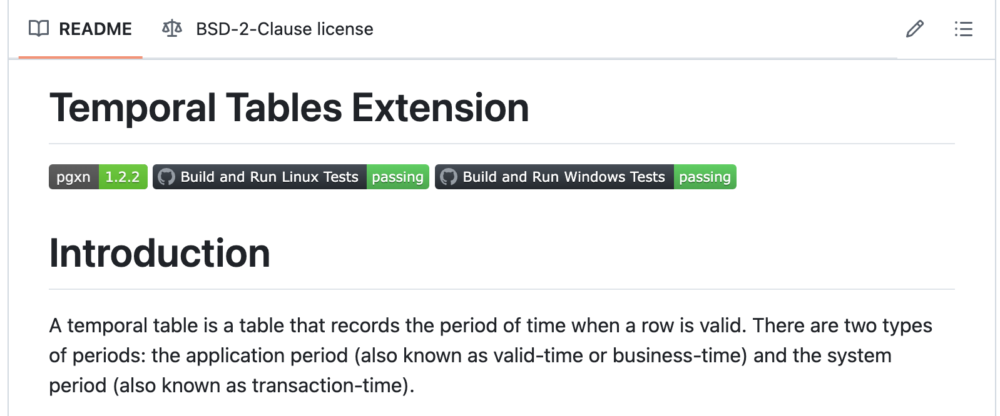 README BSD-2-Clause license
Temporal Tables Extension
pgxn 1.2.2 Build and Run Linux Tests passing Build and Run Windows Tests passing
Introduction
A temporal table is a table that records the period of time when a row is valid. There are two types
of periods: the application period (also known as valid-time or business-time) and the system
period (also known as transaction-time).